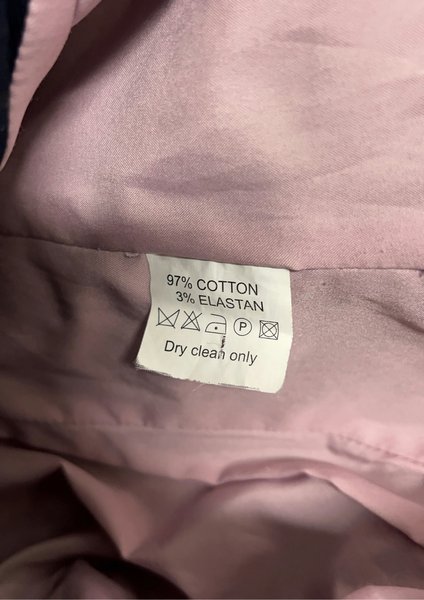 97% COTTON
3% ELASTAN
P
Dry clean only